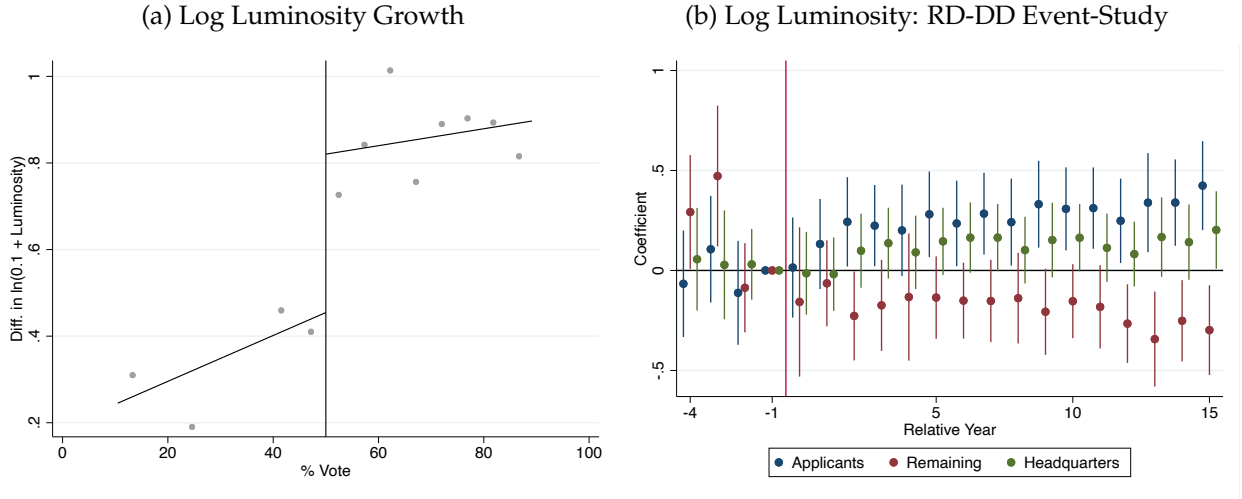 (a) Log Luminosity Growth
Diff. in ln(0.1 + Luminosity)
1
.8
.6
.4
.2
0 20 40 60 80 100
% Vote
(b) Log Luminosity: RD-DD Event-Study
Coefficient
1
.5
0
-.5
-4 -1 5 10 15
Relative Year
Applicants Remaining Headquarters